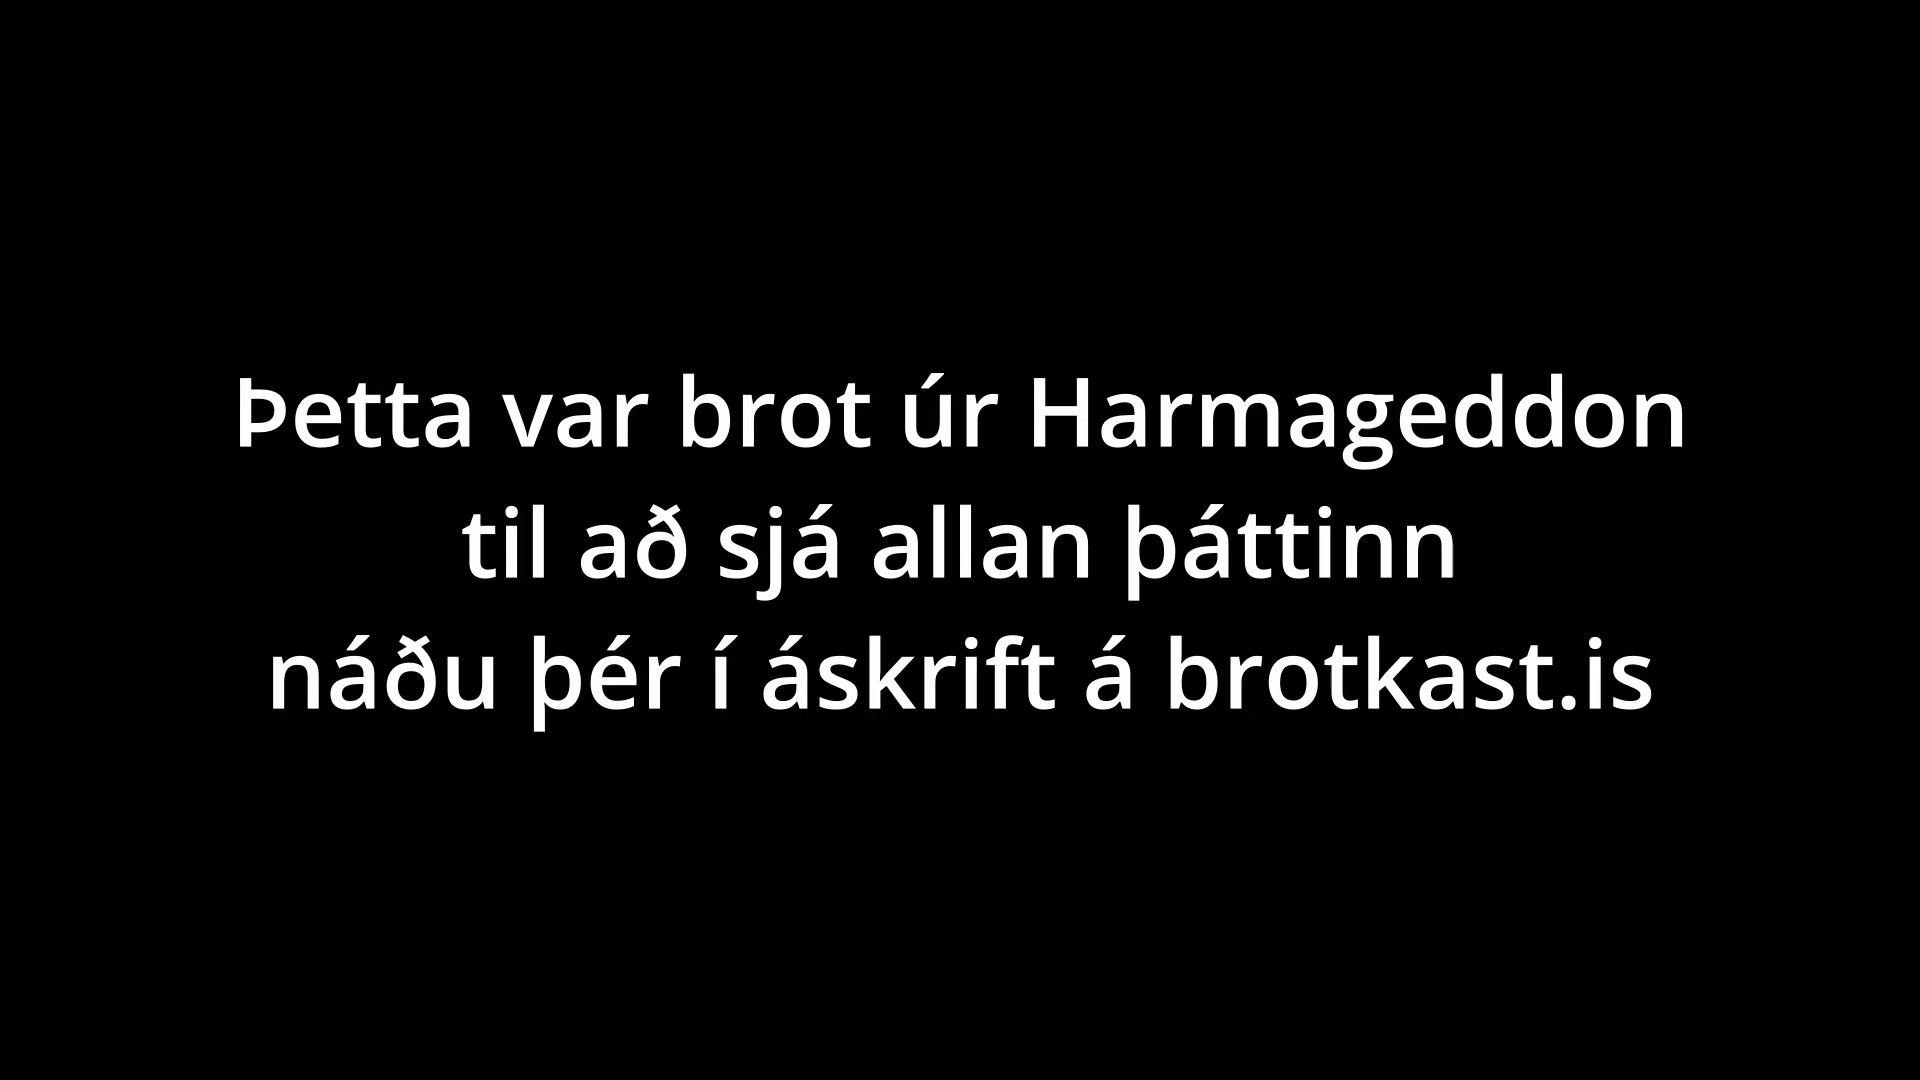 Þetta var brot úr Harmageddon
til að sjá allan þáttinn
náðu þér í áskrift á brotkast.is